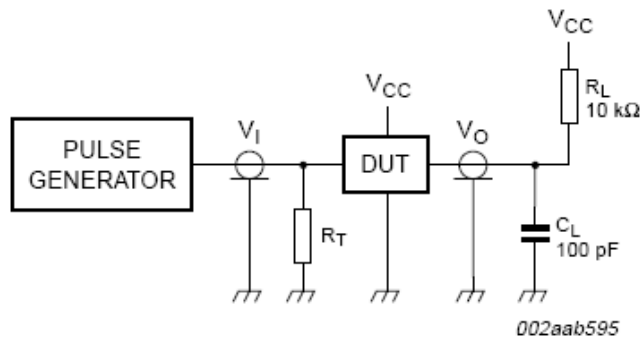 VCC
RL
10 kΩ
VCC
VI
VO
PULSE
GENERATOR
DUT
RT
CL
100 pF
002aab595